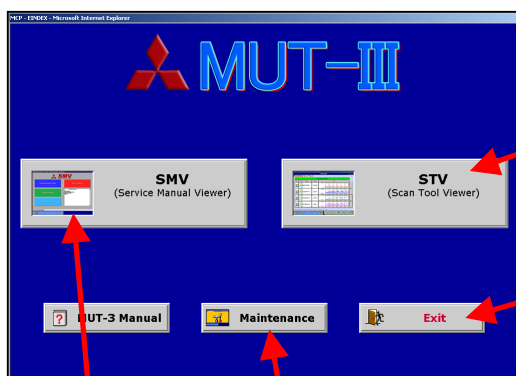 MCP - EINDEX - Microsoft Internet Explorer
MUT-III
SMV
(Service Manual Viewer)
STV
(Scan Tool Viewer)
MUT-3 Manual
Maintenance
Exit